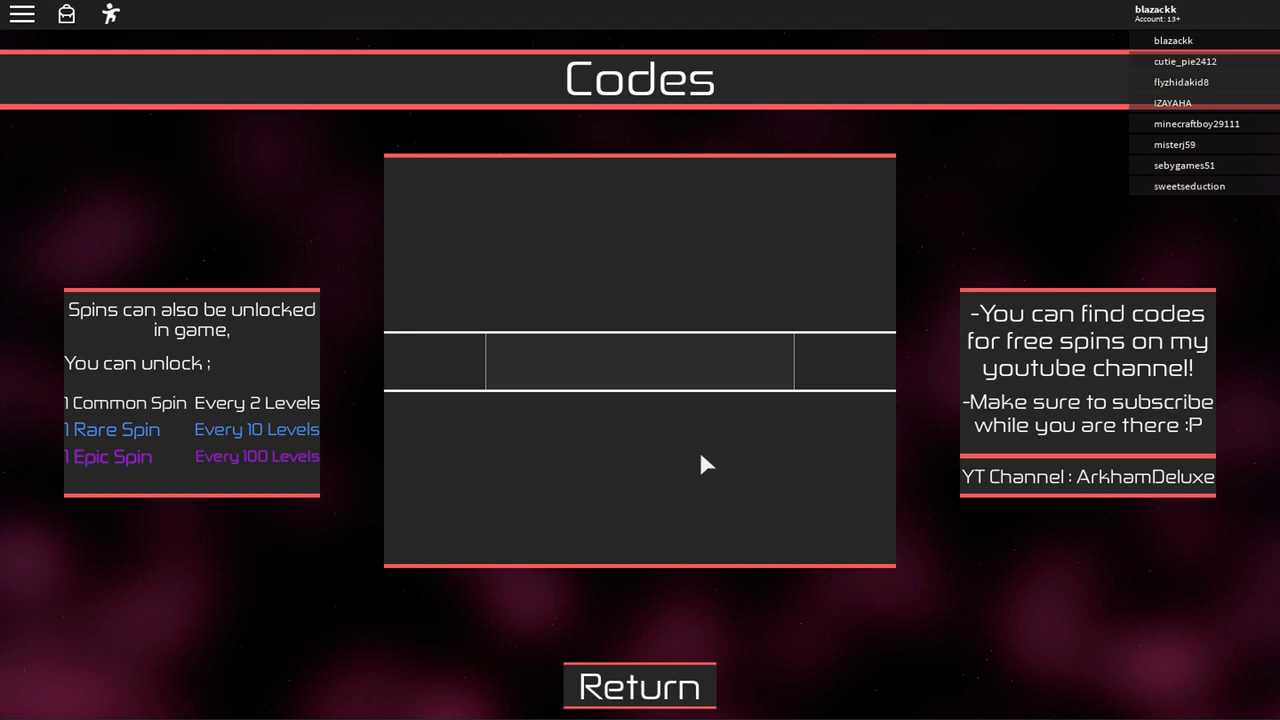 blazackk
Account: 13+
blazackk
cutie_pie2412
flyzhidakid8
IZAYAHA
minecraftboy29111
misterj59
sebygames51
sweetseduction
Codes
Spins can also be unlocked
in game,
You can unlock ;
1 Common Spin Every 2 Levels
1 Rare Spin Every 10 Levels
1 Epic Spin Every 100 Levels
-You can find codes
for free spins on my
youtube channel!
-Make sure to subscribe
while you are there :P
YT Channel : ArkhamDeluxe
Return